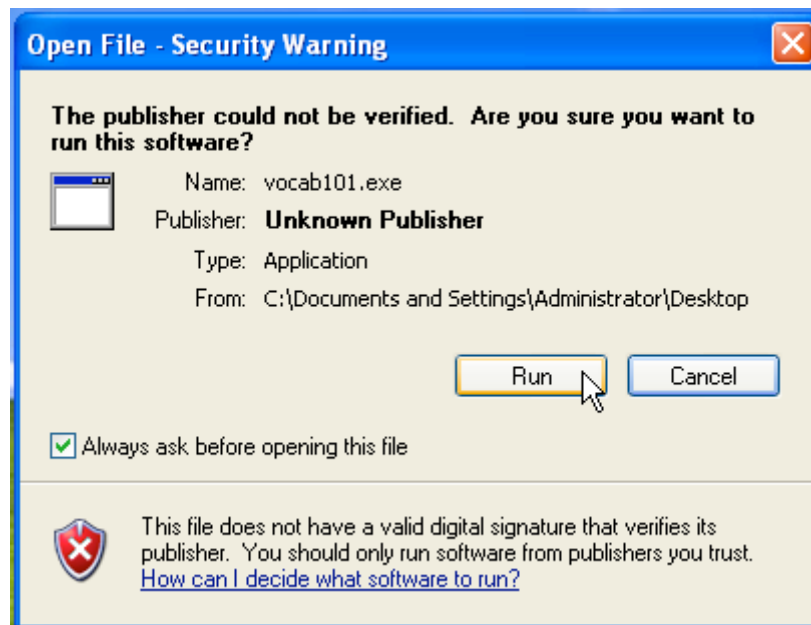 Open File - Security Warning
The publisher could not be verified. Are you sure you want to
run this software?
Name: vocab101.exe
Publisher: Unknown Publisher
Type: Application
From: C:\Documents and Settings\Administrator\Desktop
Run Cancel
Always ask before opening this file
This file does not have a valid digital signature that verifies its
publisher. You should only run software from publishers you trust.
How can I decide what software to run?